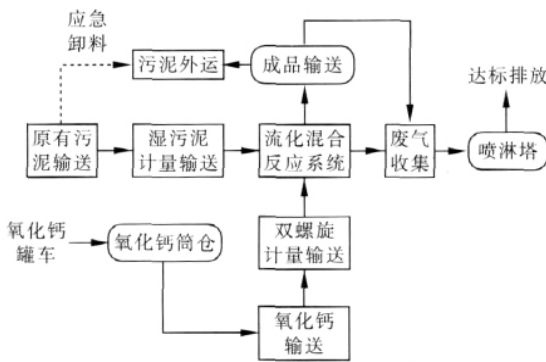 应急
卸料
污泥外运
成品输送
达标排放
原有污
泥输送
湿污泥
计量输送
流化混合
反应系统
废气
收集
喷淋塔
氧化钙
罐车
氧化钙筒仓
双螺旋
计量输送
氧化钙
输送